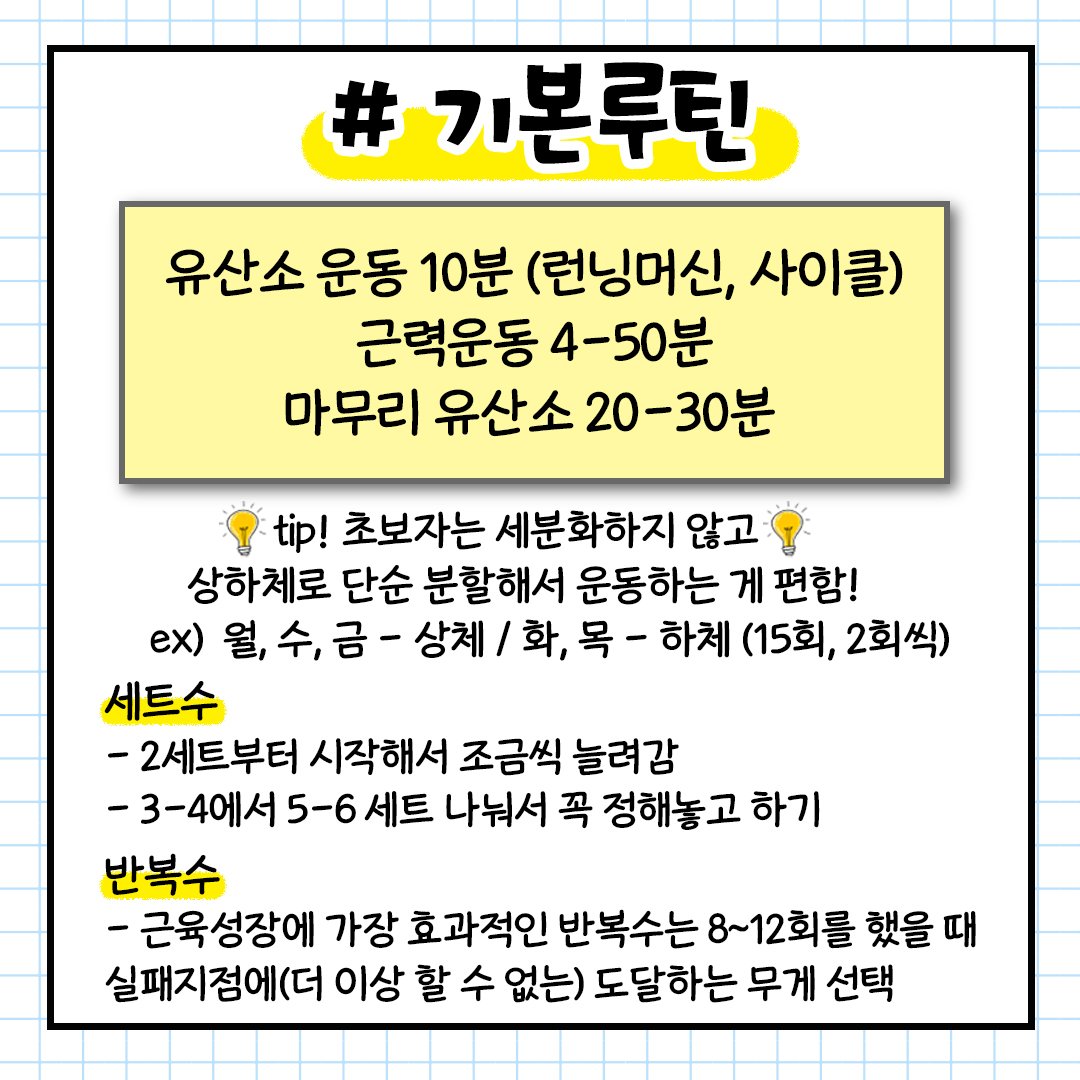 # 기본루틴
유산소 운동 10분 (런닝머신, 사이클)
근력운동 4-50분
마무리 유산소 20-30분
tip! 초보자는 세분화하지 않고
상하체로 단순 분할해서 운동하는 게 편함!
ex) 월, 수, 금 - 상체 / 화, 목 - 하체 (15회, 2회씩)
세트수
- 2세트부터 시작해서 조금씩 늘려감
- 3-4에서 5-6 세트 나눠서 꼭 정해놓고 하기
반복수
- 근육성장에 가장 효과적인 반복수는 8~12회를 했을 때
실패지점에(더 이상 할 수 없는) 도달하는 무게 선택